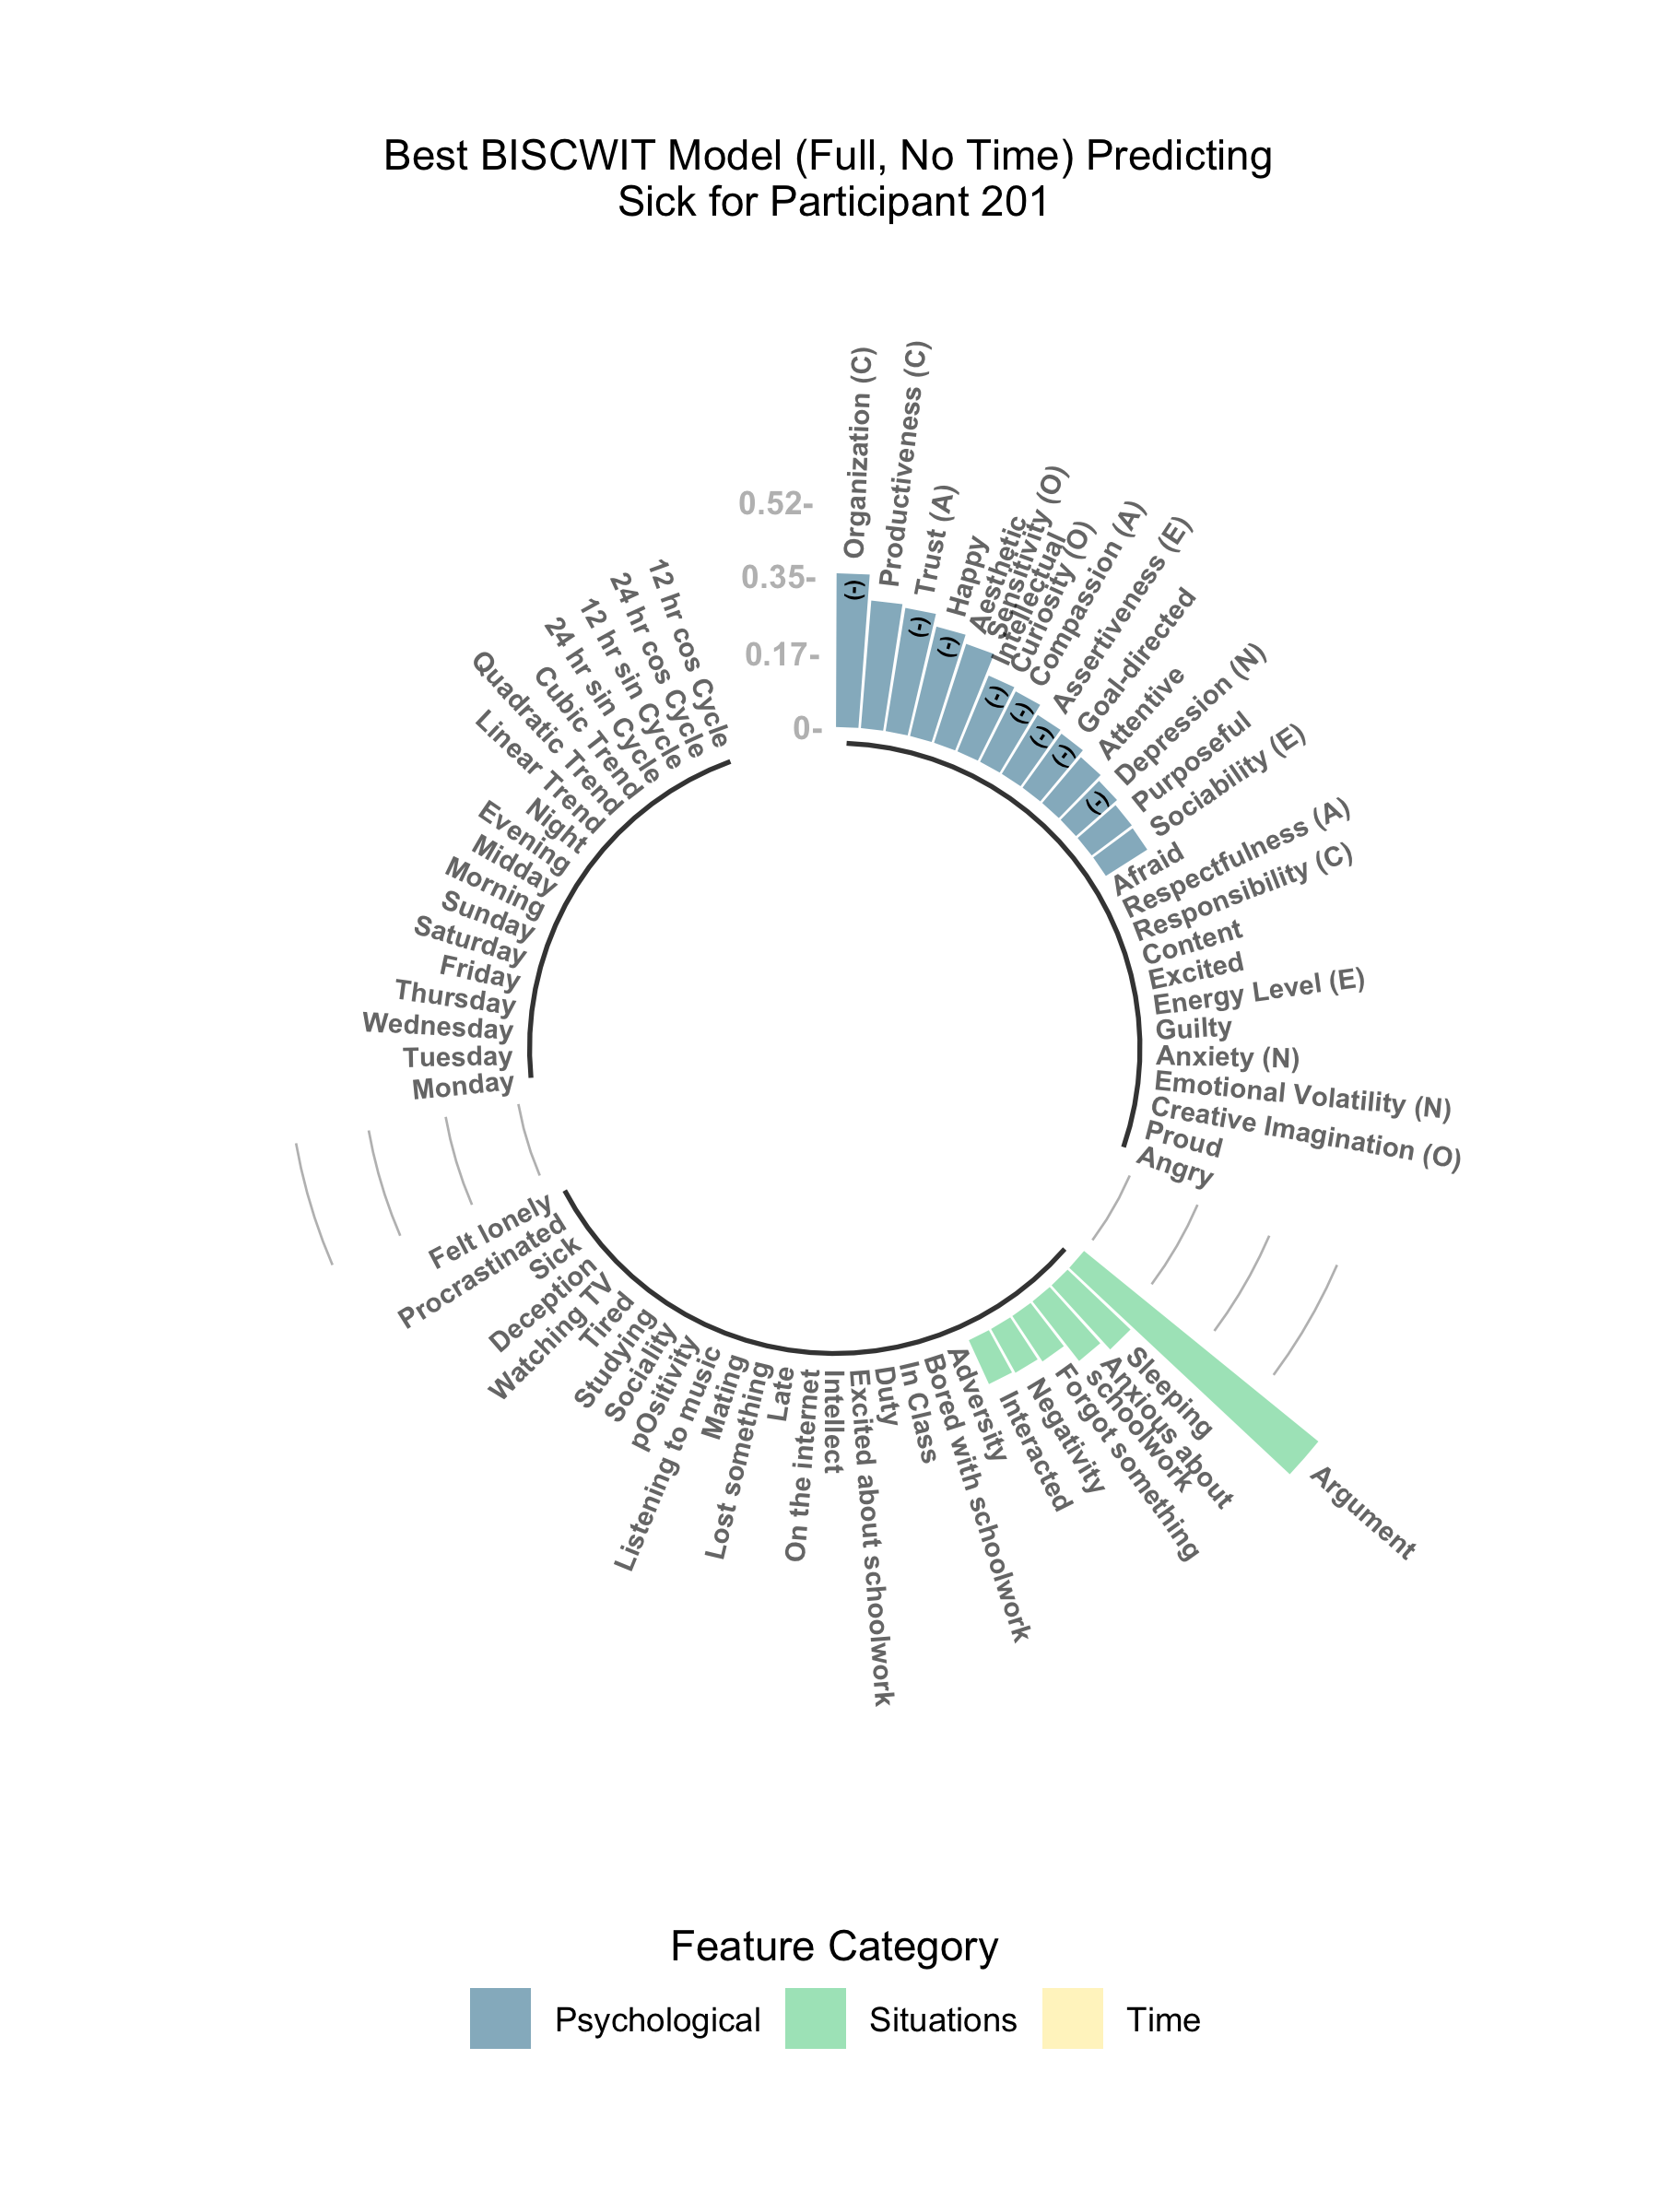 Best BISCWIT Model (Full, No Time) Predicting
Sick for Participant 201
0.52-
0.35-
0.17-
0-
Organization (C)
(-)
Productiveness (C)
Trust (A)
(-)
Happy
(-)
Aesthetic
Sensitivity (O)
Intellectual
Curiosity (O)
(-)
Compassion (A)
(-)
Assertiveness (E)
(-)
Goal-directed
(-)
Attentive
Depression (N)
(-)
Purposeful
Sociability (E)
Afraid
Respectfulness (A)
Responsibility (C)
Content
Excited
Energy Level (E)
Guilty
Anxiety (N)
Emotional Volatility (N)
Creative Imagination (O)
Proud
Angry
Argument
Sleeping
Anxious about
schoolwork
Forgot something
Negativity
Interacted
Adversity
Bored with schoolwork
In Class
Duty
Excited about schoolwork
Intellect
On the internet
Late
Lost something
Mating
Listening to music
pOsitivity
Sociality
Studying
Tired
Watching TV
Deception
Sick
Procrastinated
Felt lonely
Monday
Tuesday
Wednesday
Thursday
Friday
Saturday
Sunday
Morning
Midday
Evening
Night
Linear Trend
Quadratic Trend
Cubic Trend
24 hr sin Cycle
12 hr sin Cycle
24 hr cos Cycle
12 hr cos Cycle
Feature Category
Psychological
Situations
Time